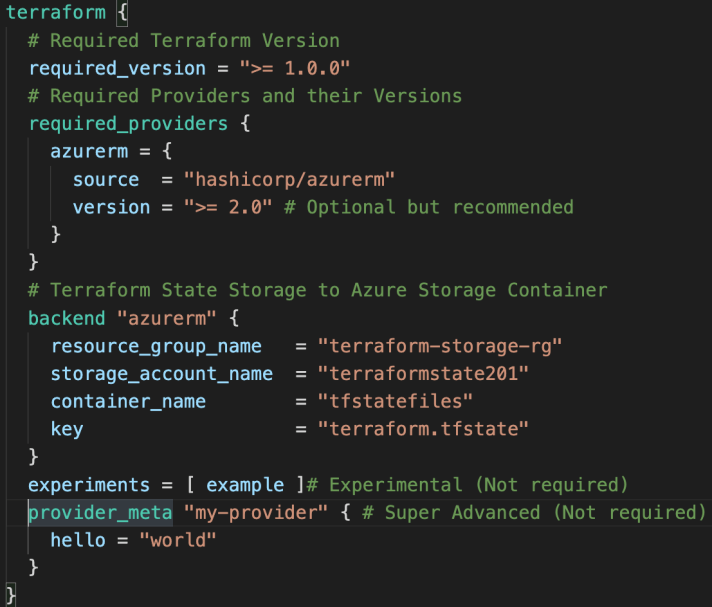 terraform {
  # Required Terraform Version
  required_version = ">= 1.0.0"
  # Required Providers and their Versions
  required_providers {
    azurerm = {
      source  = "hashicorp/azurerm"
      version = ">= 2.0" # Optional but recommended
    }
  }
  # Terraform State Storage to Azure Storage Container
  backend "azurerm" {
    resource_group_name   = "terraform-storage-rg"
    storage_account_name  = "terraformstate201"
    container_name        = "tfstatefiles"
    key                   = "terraform.tfstate"
  }
  experiments = [ example ]# Experimental (Not required)
  provider_meta "my-provider" { # Super Advanced (Not required)
    hello = "world"
  }
}